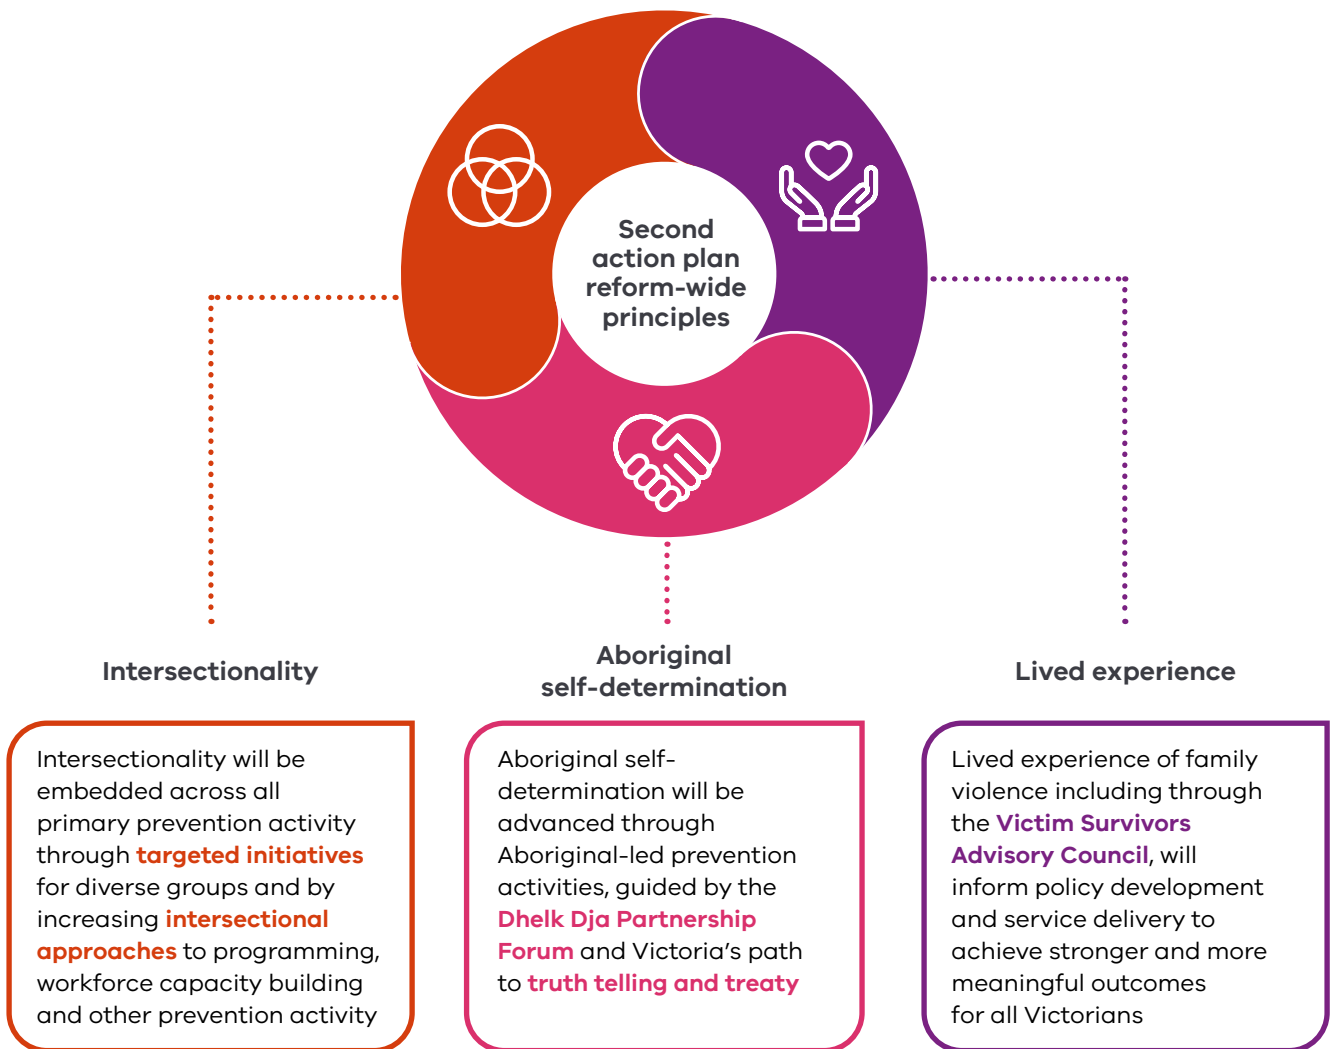 Second
action plan
reform-wide
principles
Intersectionality
Intersectionality will be
embedded across all
primary prevention activity
through targeted initiatives
for diverse groups and by
increasing intersectional
approaches to programming,
workforce capacity building
and other prevention activity
Aboriginal
self-determination
Aboriginal self-
determination will be
advanced through
Aboriginal-led prevention
activities, guided by the
Dhelk Dja Partnership
Forum and Victoria’s path
to truth telling and treaty
Lived experience
Lived experience of family
violence including through
the Victim Survivors
Advisory Council, will
inform policy development
and service delivery to
achieve stronger and more
meaningful outcomes
for all Victorians